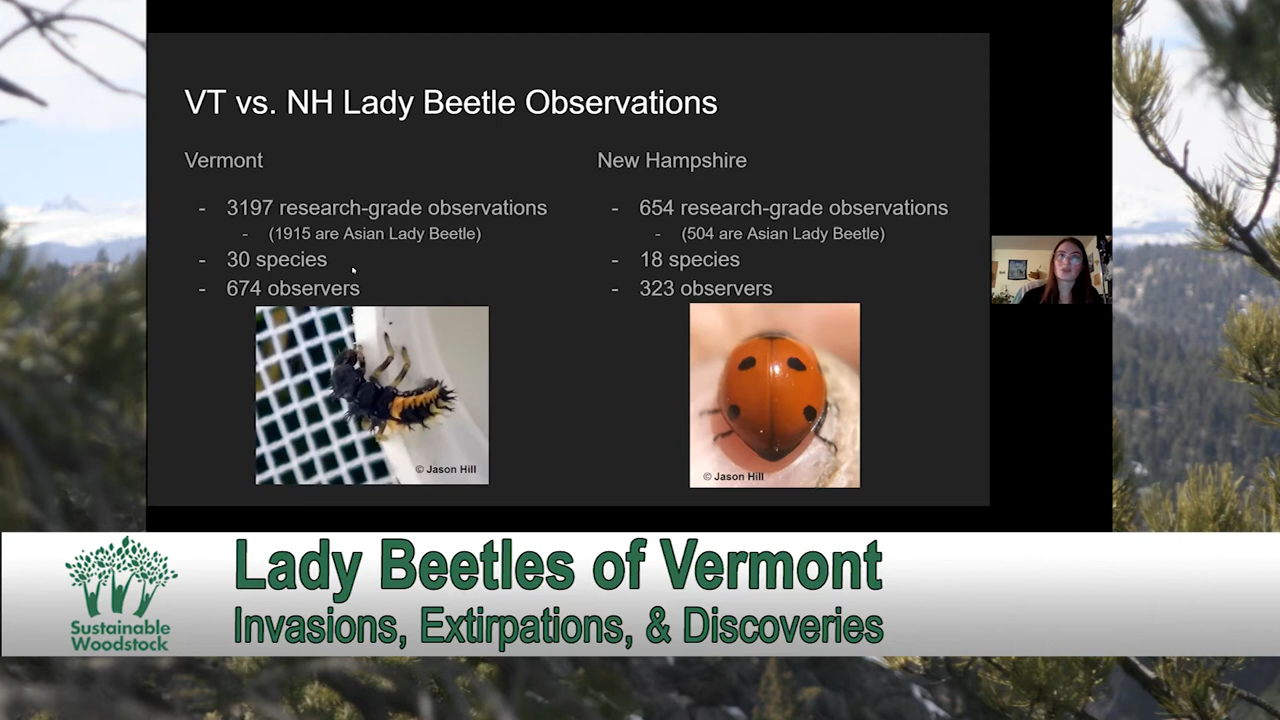 VT vs. NH Lady Beetle Observations
Vermont
- 3197 research-grade observations
- (1915 are Asian Lady Beetle)
- 30 species
- 674 observers
© Jason Hill
New Hampshire
- 654 research-grade observations
- (504 are Asian Lady Beetle)
- 18 species
- 323 observers
© Jason Hill
Sustainable
Woodstock
Lady Beetles of Vermont
Invasions, Extirpations, & Discoveries